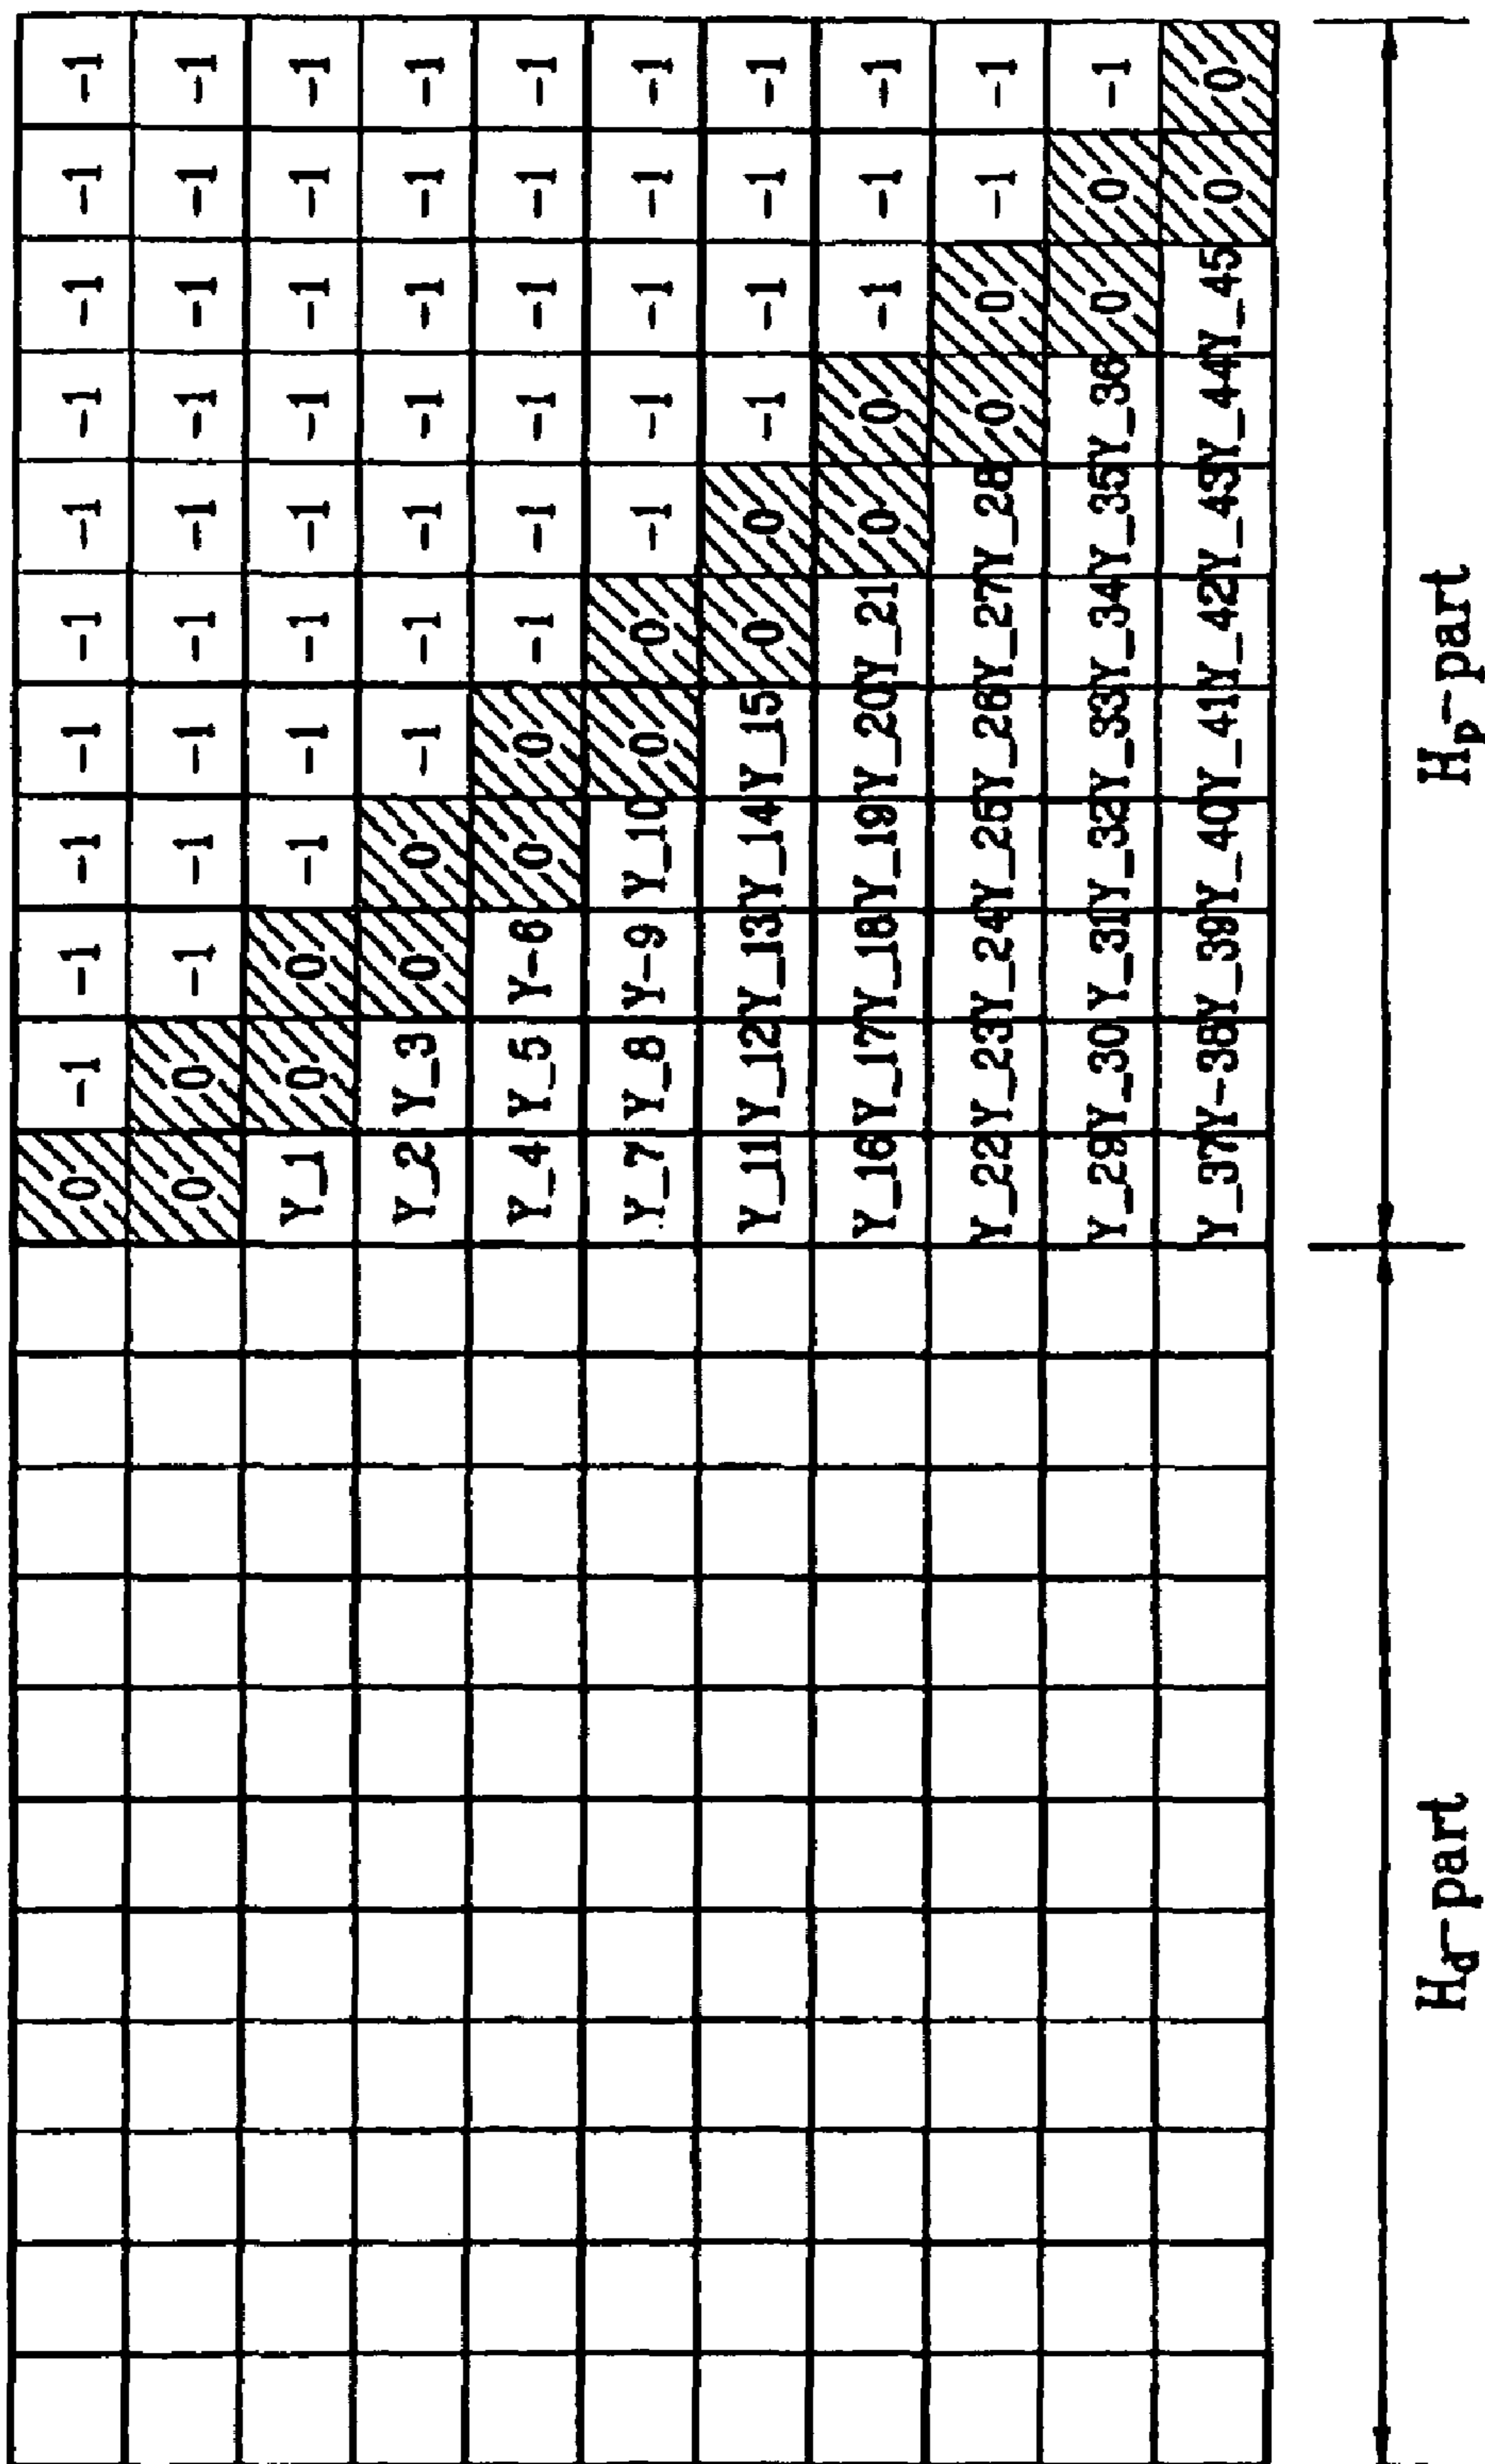 0 -1 -1 -1 -1 -1 -1 -1 -1 -1 -1
0 0 -1 -1 -1 -1 -1 -1 -1 -1 -1
Y_1 0 0 -1 -1 -1 -1 -1 -1 -1 -1
Y_2 Y_3 0 0 -1 -1 -1 -1 -1 -1 -1
Y_4 Y_5 Y-6 0 0 -1 -1 -1 -1 -1 -1
Y_7 Y_8 Y-9 Y_10 0 0 -1 -1 -1 -1 -1
Y_11 Y_12 Y_13 Y_14 Y_15 0 0 -1 -1 -1 -1
Y_16 Y_17 Y_18 Y_19 Y_20 Y_21 0 0 -1 -1 -1
Y_22 Y_23 Y_24 Y_25 Y_26 Y_27 Y_28 0 0 -1 -1
Y_29 Y_30 Y_31 Y_32 Y_33 Y_34 Y_35 Y_36 0 0 -1
Y_37 Y-38 Y_39 Y_40 Y_41 Y_42 Y_43 Y_44 Y_45 0 0
Hd-part Hp-part